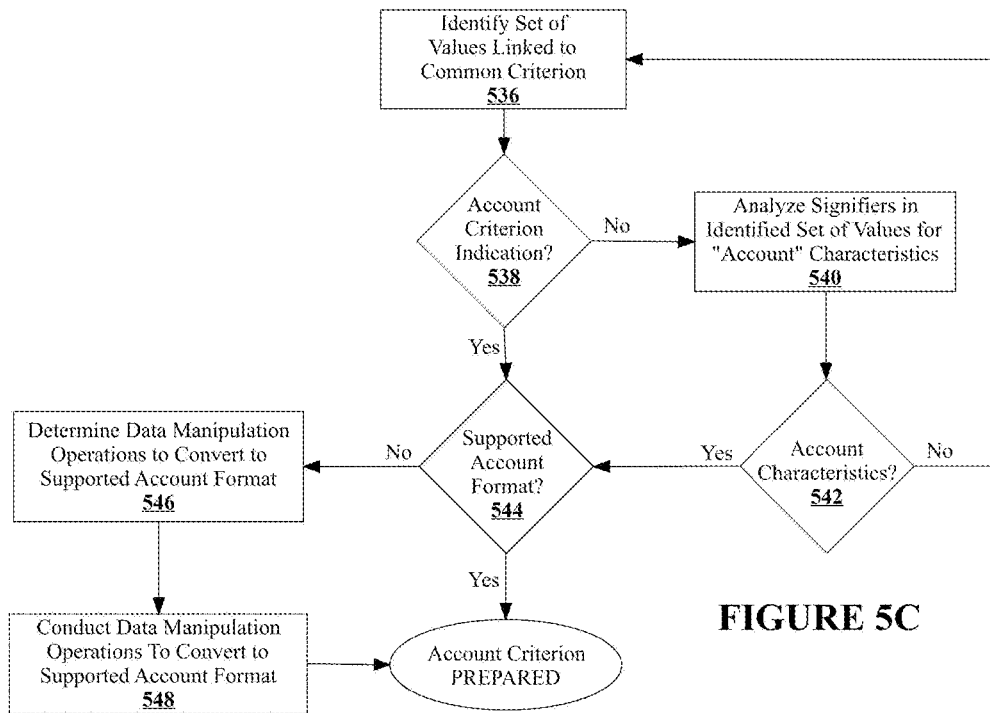 Identify Set of
Values Linked to
Common Criterion
536
Account
Criterion
Indication?
538
No
Analyze Signifiers in
Identified Set of Values for
"Account" Characteristics
540
Yes
Determine Data Manipulation
Operations to Convert to
Supported Account Format
546
No
Supported
Account
Format?
544
Yes
Account
Characteristics?
542
No
Yes
Conduct Data Manipulation
Operations To Convert to
Supported Account Format
548
Account Criterion
PREPARED
FIGURE 5C